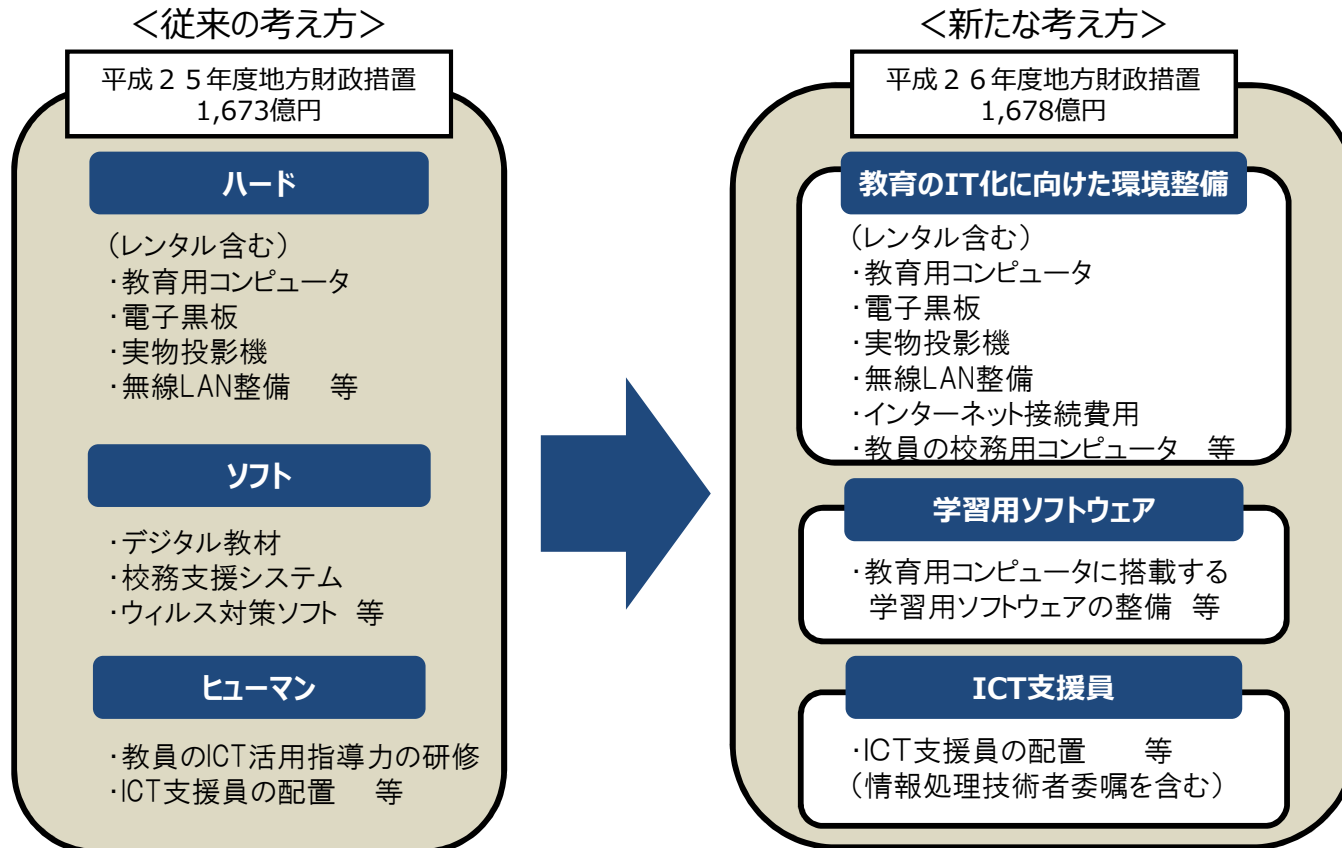 ＜従来の考え方＞
平成２５年度地方財政措置
1,673億円
ハード
（レンタル含む）
・教育用コンピュータ
・電子黒板
・実物投影機
・無線LAN整備　等
ソフト
・デジタル教材
・校務支援システム
・ウィルス対策ソフト　等
ヒューマン
・教員のICT活用指導力の研修
・ICT支援員の配置　等
＜新たな考え方＞
平成２６年度地方財政措置
1,678億円
教育のIT化に向けた環境整備
（レンタル含む）
・教育用コンピュータ
・電子黒板
・実物投影機
・無線LAN整備
・インターネット接続費用
・教員の校務用コンピュータ　等
学習用ソフトウェア
・教育用コンピュータに搭載する
学習用ソフトウェアの整備　等
ICT支援員
・ICT支援員の配置　等
（情報処理技術者委嘱を含む）